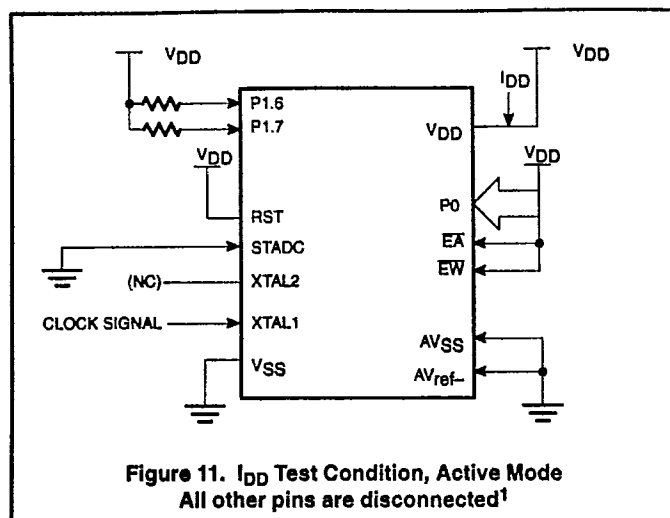 VDD
VDD
IDD
P1.6
P1.7
VDD
VDD
VDD
P0
RST
EA
STADC
EW
(NC)
XTAL2
CLOCK SIGNAL
XTAL1
AVSS
VSS
AVref–
Figure 11. IDD Test Condition, Active Mode
All other pins are disconnected1